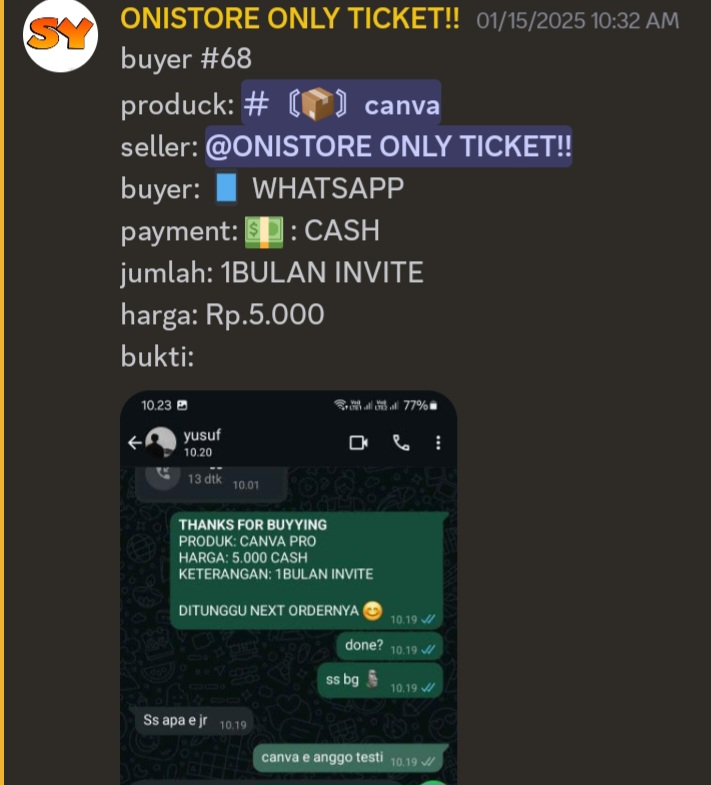 SY
ONISTORE ONLY TICKET!! 01/15/2025 10:32 AM
buyer #68
produck: # 〘📦〙 canva
seller: @ONISTORE ONLY TICKET!!
buyer: 📘 WHATSAPP
payment: 💵 : CASH
jumlah: 1BULAN INVITE
harga: Rp.5.000
bukti:
10.23 77%
yusuf
10.20
13 dtk 10.01
THANKS FOR BUYYING
PRODUK: CANVA PRO
HARGA: 5.000 CASH
KETERANGAN: 1BULAN INVITE
DITUNGGU NEXT ORDERNYA 😊 10.19
done? 10.19
ss bg 🗿 10.19
Ss apa e jr 10.19
canva e anggo testi 10.19